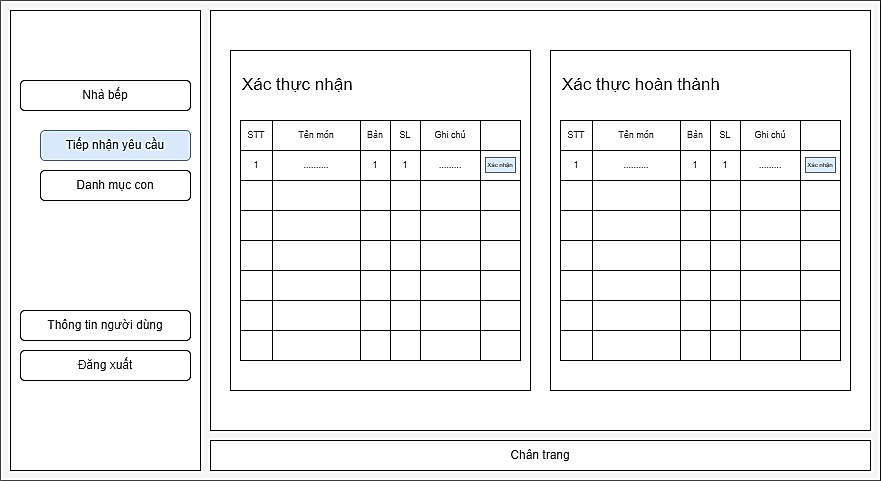 Nhà bếp
Tiếp nhận yêu cầu
Danh mục con
Thông tin người dùng
Đăng xuất
Xác thực nhận
STT Tên món Bàn SL Ghi chú
1 .......... 1 1 ......... Xác nhận
Xác thực hoàn thành
STT Tên món Bàn SL Ghi chú
1 .......... 1 1 ......... Xác nhận
Chân trang